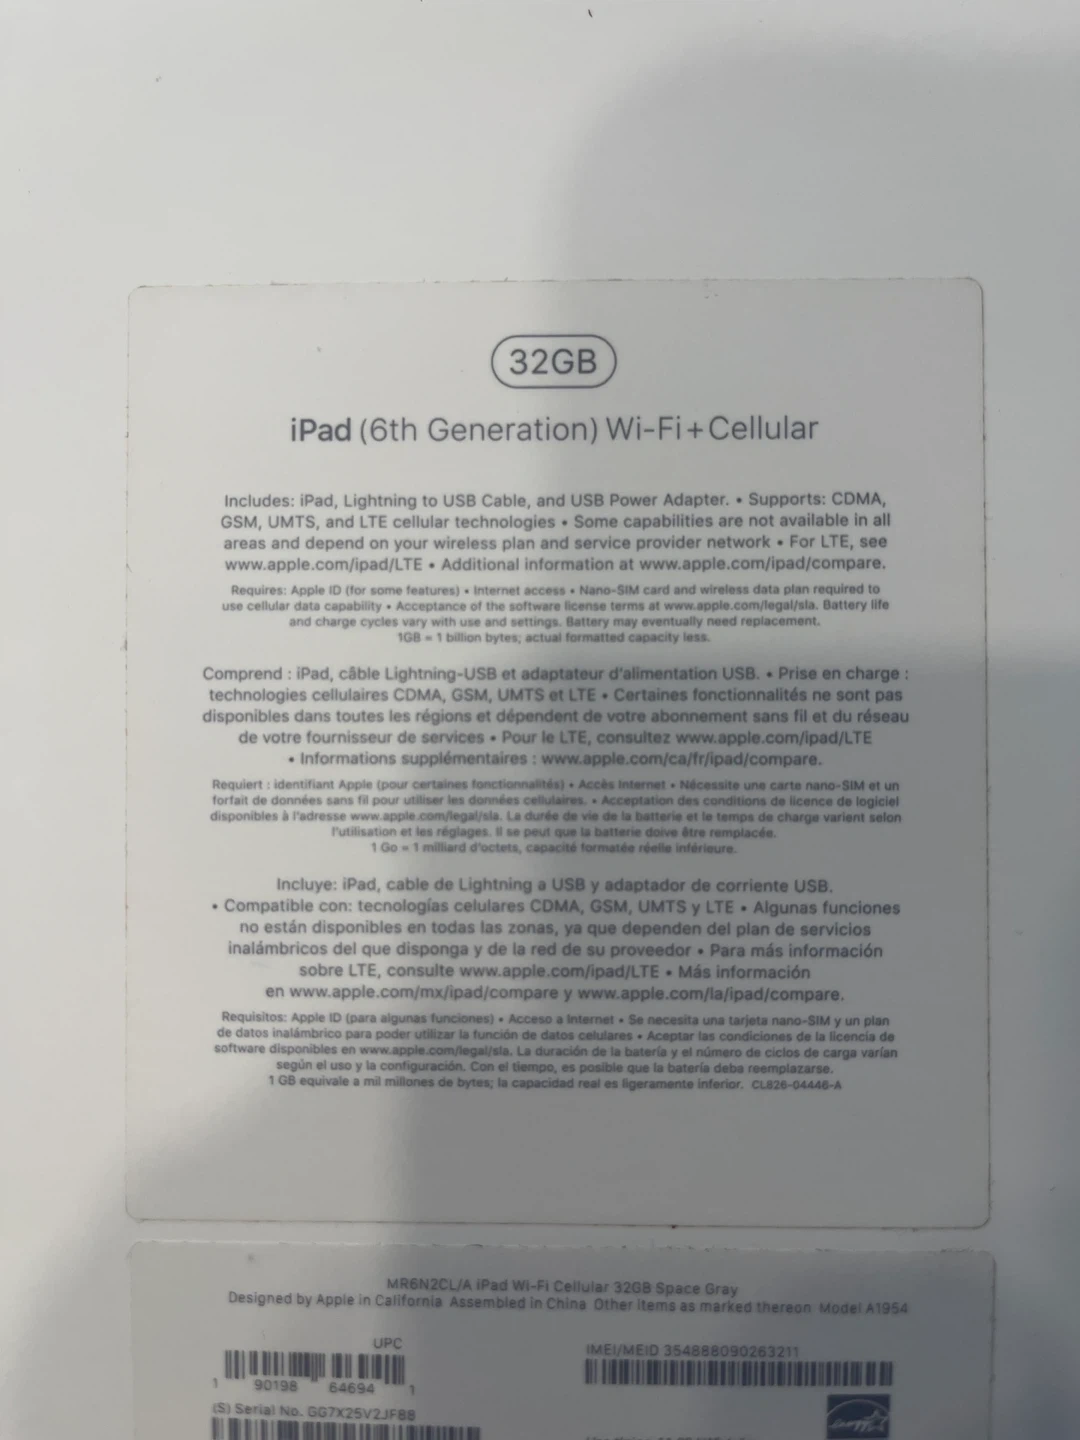 32GB
iPad (6th Generation) Wi-Fi+Cellular
Includes: iPad, Lightning to USB Cable, and USB Power Adapter. • Supports: CDMA,
GSM, UMTS, and LTE cellular technologies • Some capabilities are not available in all
areas and depend on your wireless plan and service provider network • For LTE, see
www.apple.com/ipad/LTE • Additional information at www.apple.com/ipad/compare.
Requires: Apple ID (for some features) • Internet access • Nano-SIM card and wireless data plan required to
use cellular data capability • Acceptance of the software license terms at www.apple.com/legal/sla. Battery life
and charge cycles vary with use and settings. Battery may eventually need replacement.
1GB = 1 billion bytes; actual formatted capacity less.
Comprend : iPad, câble Lightning-USB et adaptateur d'alimentation USB. • Prise en charge :
technologies cellulaires CDMA, GSM, UMTS et LTE • Certaines fonctionnalités ne sont pas
disponibles dans toutes les régions et dépendent de votre abonnement sans fil et du réseau
de votre fournisseur de services • Pour le LTE, consultez www.apple.com/ipad/LTE
• Informations supplémentaires : www.apple.com/ca/fr/ipad/compare.
Requiert : identifiant Apple (pour certaines fonctionnalités) • Accès Internet • Nécessite une carte nano-SIM et un
forfait de données sans fil pour utiliser les données cellulaires. • Acceptation des conditions de licence de logiciel
disponibles à l'adresse www.apple.com/legal/sla. La durée de vie de la batterie et le temps de charge varient selon
l'utilisation et les réglages. Il se peut que la batterie doive être remplacée.
1 Go = 1 milliard d'octets, capacité formatée réelle inférieure.
Incluye: iPad, cable de Lightning a USB y adaptador de corriente USB.
• Compatible con: tecnologías celulares CDMA, GSM, UMTS y LTE • Algunas funciones
no están disponibles en todas las zonas, ya que dependen del plan de servicios
inalámbricos del que disponga y de la red de su proveedor • Para más información
sobre LTE, consulte www.apple.com/ipad/LTE • Más información
en www.apple.com/mx/ipad/compare y www.apple.com/la/ipad/compare.
Requisitos: Apple ID (para algunas funciones) • Acceso a Internet • Se necesita una tarjeta nano-SIM y un plan
de datos inalámbrico para poder utilizar la función de datos celulares • Aceptar las condiciones de la licencia de
software disponibles en www.apple.com/legal/sla. La duración de la batería y el número de ciclos de carga varían
según el uso y la configuración. Con el tiempo, es posible que la batería deba reemplazarse.
1 GB equivale a mil millones de bytes; la capacidad real es ligeramente inferior. CL826-04446-A
MR6N2CL/A iPad Wi-Fi Cellular 32GB Space Gray
Designed by Apple in California Assembled in China Other items as marked thereon Model A1954
UPC
1 90198 64694 1
IMEI/MEID 354888090263211
(S) Serial No. GG7X25V2JF88
energy